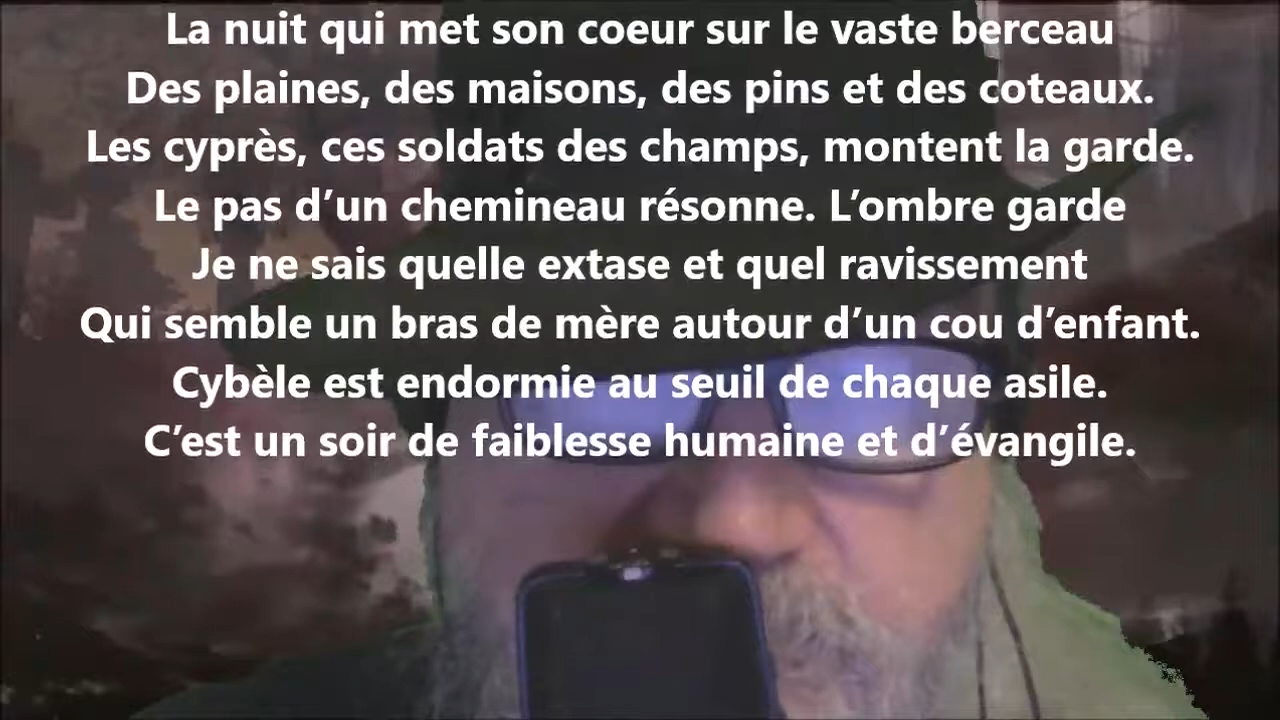 La nuit qui met son coeur sur le vaste berceau
Des plaines, des maisons, des pins et des coteaux.
Les cyprès, ces soldats des champs, montent la garde.
Le pas d’un chemineau résonne. L’ombre garde
Je ne sais quelle extase et quel ravissement
Qui semble un bras de mère autour d’un cou d’enfant.
Cybèle est endormie au seuil de chaque asile.
C’est un soir de faiblesse humaine et d’évangile.